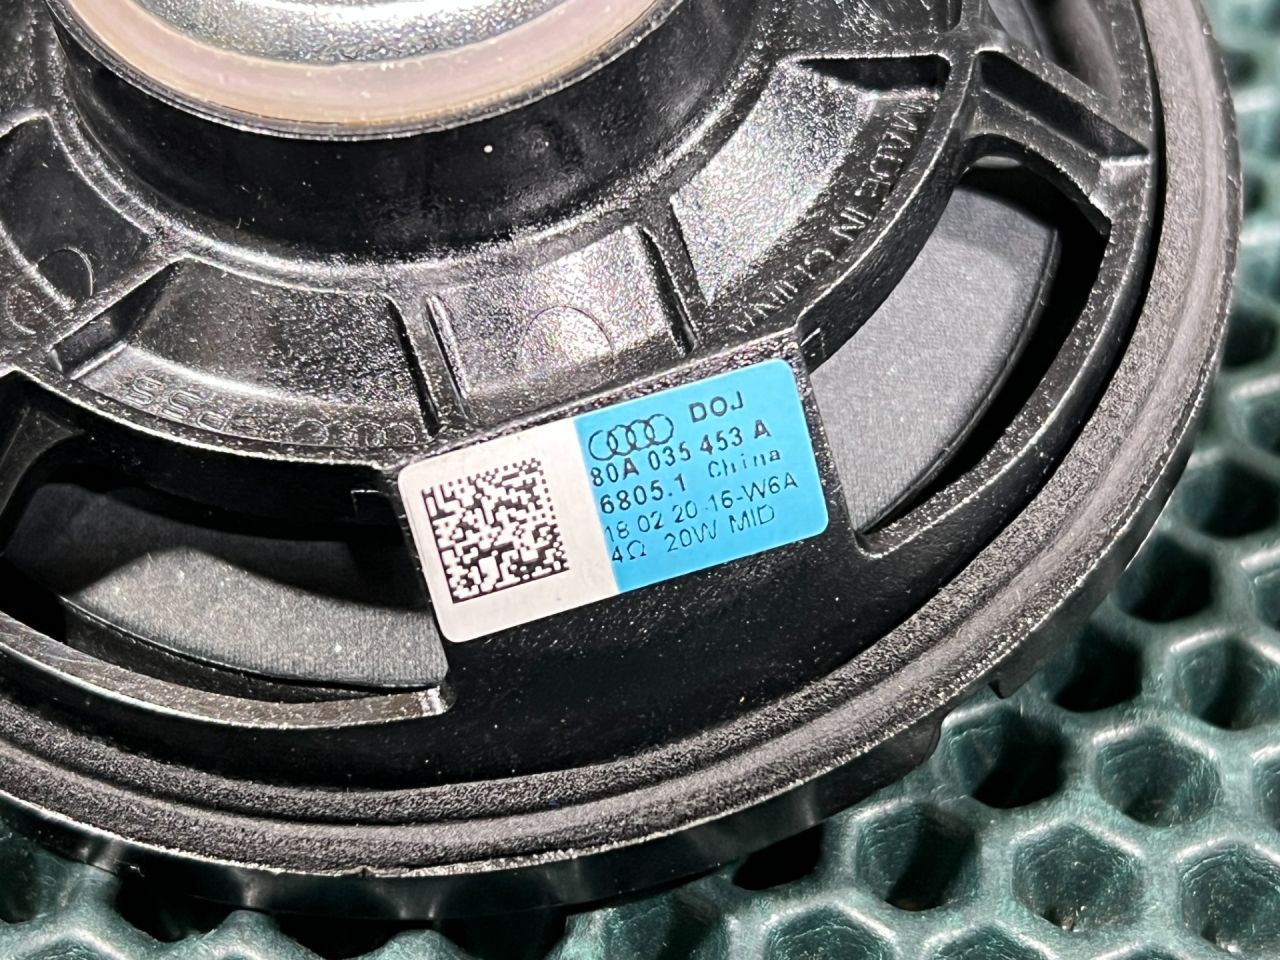 MADE IN CHINA
DOJ
80A 035 453 A
6805.1 China
18 02 20 16-W6A
4Ω 20W MID